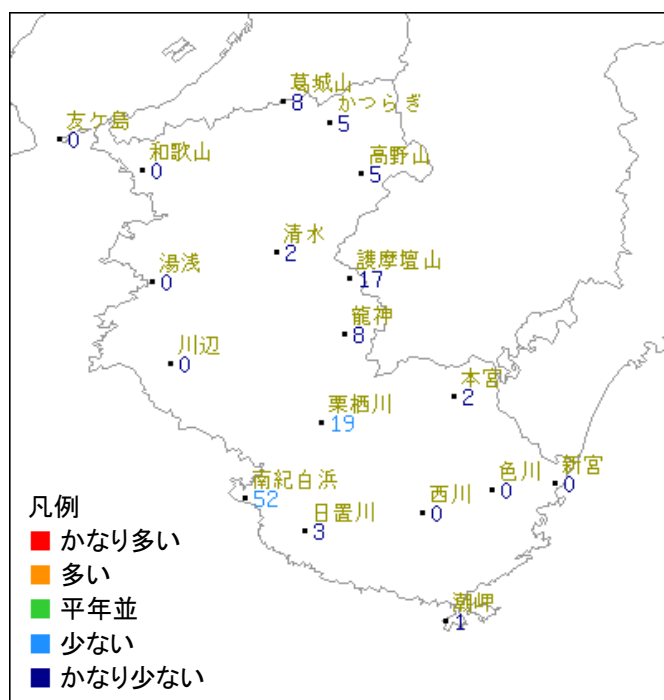 葛城山
8
かつらぎ
5
友ケ島
0
和歌山
0
高野山
5
清水
2
護摩壇山
17
湯浅
0
龍神
8
川辺
0
本宮
2
栗栖川
19
南紀白浜
52
日置川
3
西川
0
色川
0
新宮
0
潮岬
1
凡例
かなり多い
多い
平年並
少ない
かなり少ない